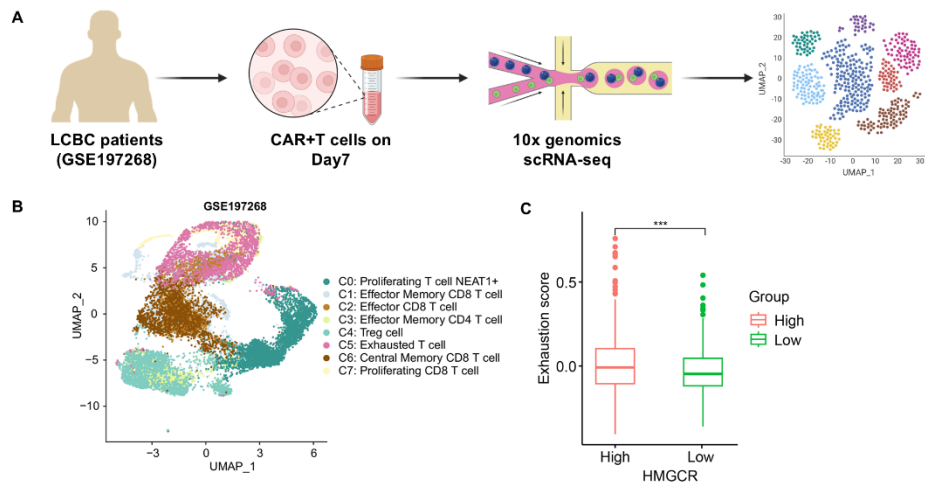 A
LCBC patients
(GSE197268)
CAR+T cells on
Day7
10x genomics
scRNA-seq
UMAP_2
30
20
10
0
-10
-20
-30
-30
-20
-10
0
10
20
30
UMAP_1
B
GSE197268
UMAP_2
10
5
0
−5
−10
−3
0
3
6
UMAP_1
C0: Proliferating T cell NEAT1+
C1: Effector Memory CD8 T cell
C2: Effector CD8 T cell
C3: Effector Memory CD4 T cell
C4: Treg cell
C5: Exhausted T cell
C6: Central Memory CD8 T cell
C7: Proliferating CD8 T cell
C
***
Exhaustion score
0.5
0.0
High
Low
HMGCR
Group
High
Low